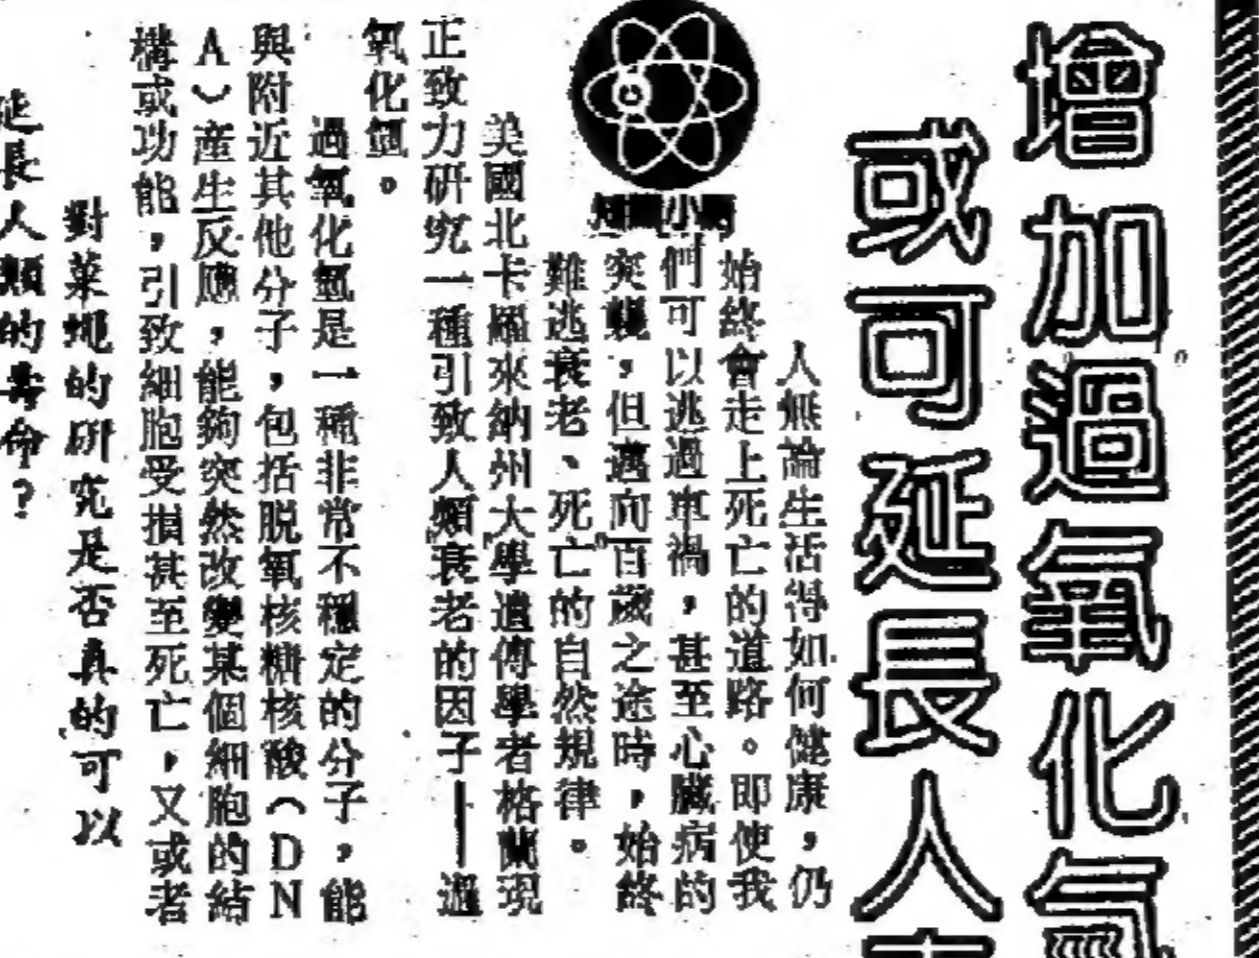 增加過氧化氫
或可延長人
人無論生活得如何健康，仍
始終會走上死亡的道路。即使我
們可以逃過車禍，甚至心臟病的
突襲，但邁向百歲之途時，始終
難逃衰老、死亡的自然規律。
美國北卡羅來納州大學遺傳學者格蘭現
正致力研究一種引致人類衰老的因子——過
氧化氫。
過氧化氫是一種非常不穩定的分子，能
與附近其他分子，包括脫氧核糖核酸（DN
A）產生反應，能夠突然改變某個細胞的結
構或功能，引致細胞受損甚至死亡，又或者
對菓蠅的研究是否真的可以
延長人類的壽命？